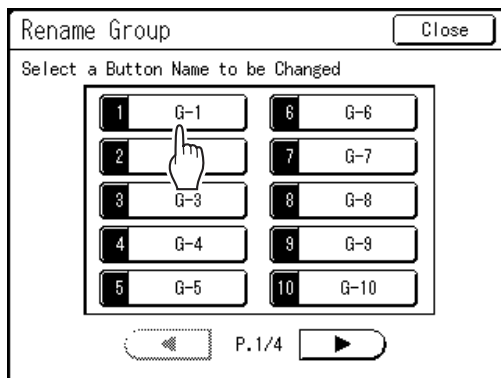 Rename Group Close
Select a Button Name to be Changed
1 G-1 6 G-6
2 7 G-7
3 G-3 8 G-8
4 G-4 9 G-9
5 G-5 10 G-10
P.1/4